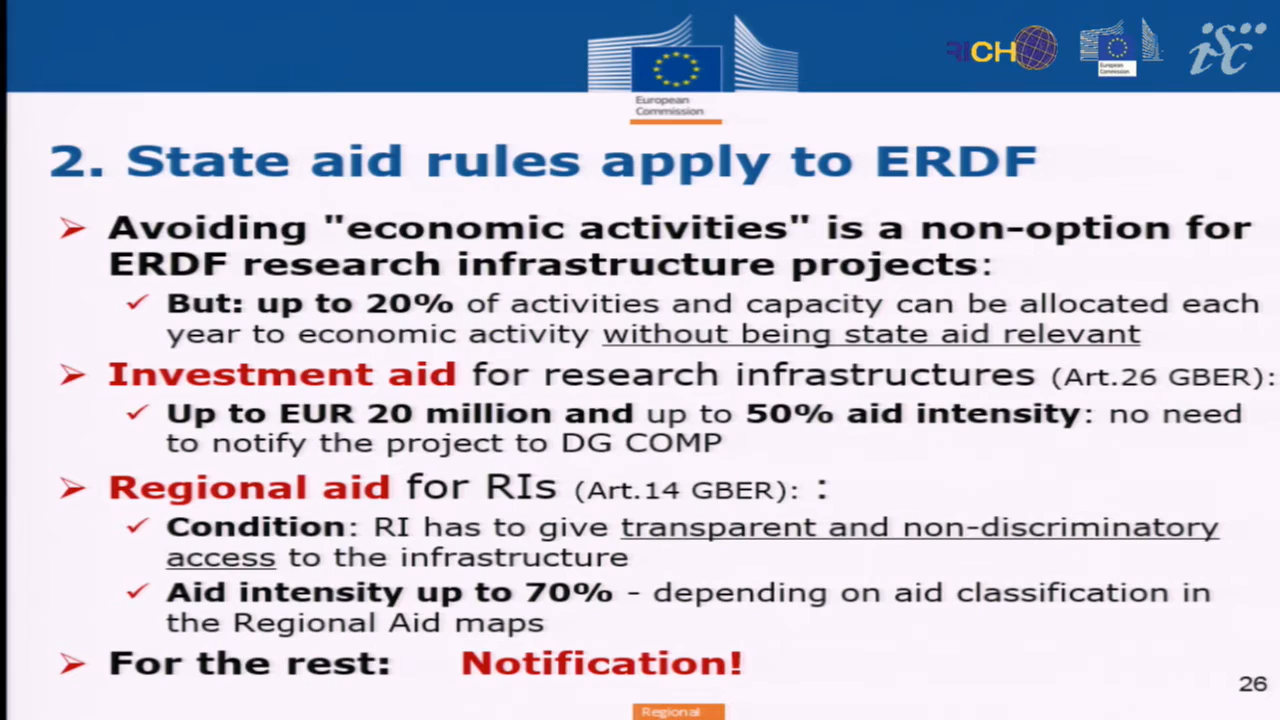 RICH
European
Commission
European
Commission
iSC
2. State aid rules apply to ERDF
Avoiding "economic activities" is a non-option for
ERDF research infrastructure projects:
But: up to 20% of activities and capacity can be allocated each
year to economic activity without being state aid relevant
Investment aid for research infrastructures (Art.26 GBER):
Up to EUR 20 million and up to 50% aid intensity: no need
to notify the project to DG COMP
Regional aid for RIs (Art.14 GBER): :
Condition: RI has to give transparent and non-discriminatory
access to the infrastructure
Aid intensity up to 70% - depending on aid classification in
the Regional Aid maps
For the rest: Notification!
26
Regional